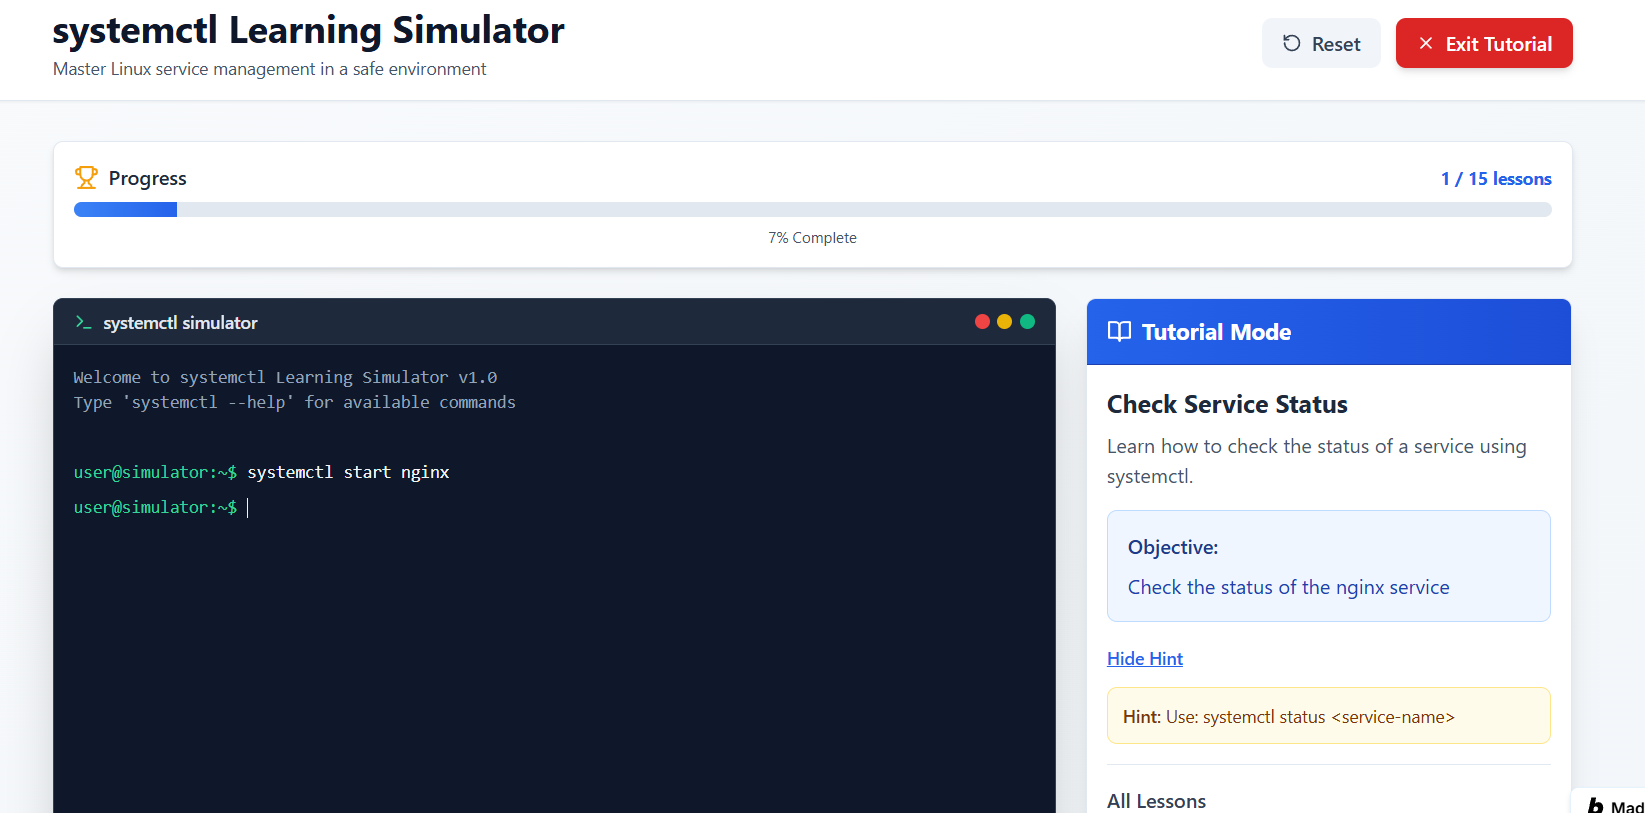 systemctl Learning Simulator
Master Linux service management in a safe environment
Reset
Exit Tutorial
Progress
1 / 15 lessons
7% Complete
systemctl simulator
Welcome to systemctl Learning Simulator v1.0
Type 'systemctl --help' for available commands
user@simulator:~$ systemctl start nginx
user@simulator:~$
Tutorial Mode
Check Service Status
Learn how to check the status of a service using
systemctl.
Objective:
Check the status of the nginx service
Hide Hint
Hint: Use: systemctl status <service-name>
All Lessons
b Mad